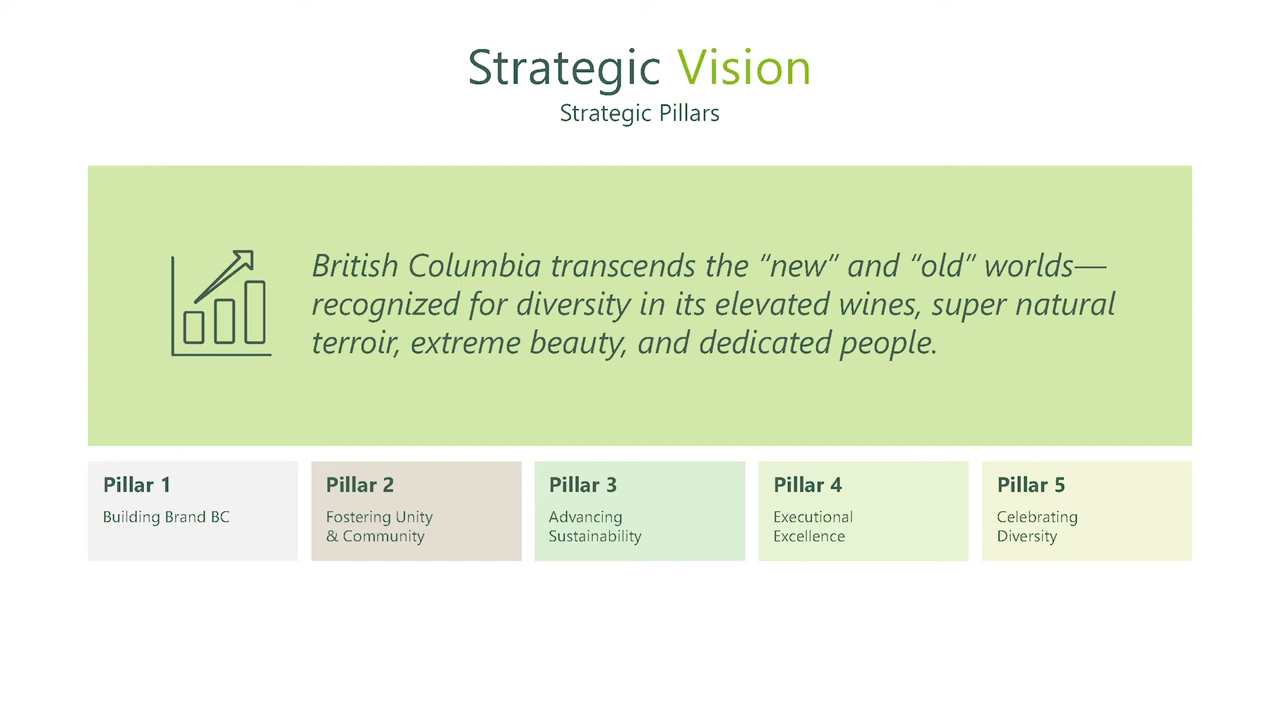 Strategic Vision
Strategic Pillars
British Columbia transcends the “new” and “old” worlds—
recognized for diversity in its elevated wines, super natural
terroir, extreme beauty, and dedicated people.
Pillar 1
Building Brand BC
Pillar 2
Fostering Unity
& Community
Pillar 3
Advancing
Sustainability
Pillar 4
Executional
Excellence
Pillar 5
Celebrating
Diversity